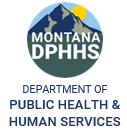 MONTANA
DPHHS
DEPARTMENT OF
PUBLIC HEALTH &
HUMAN SERVICES